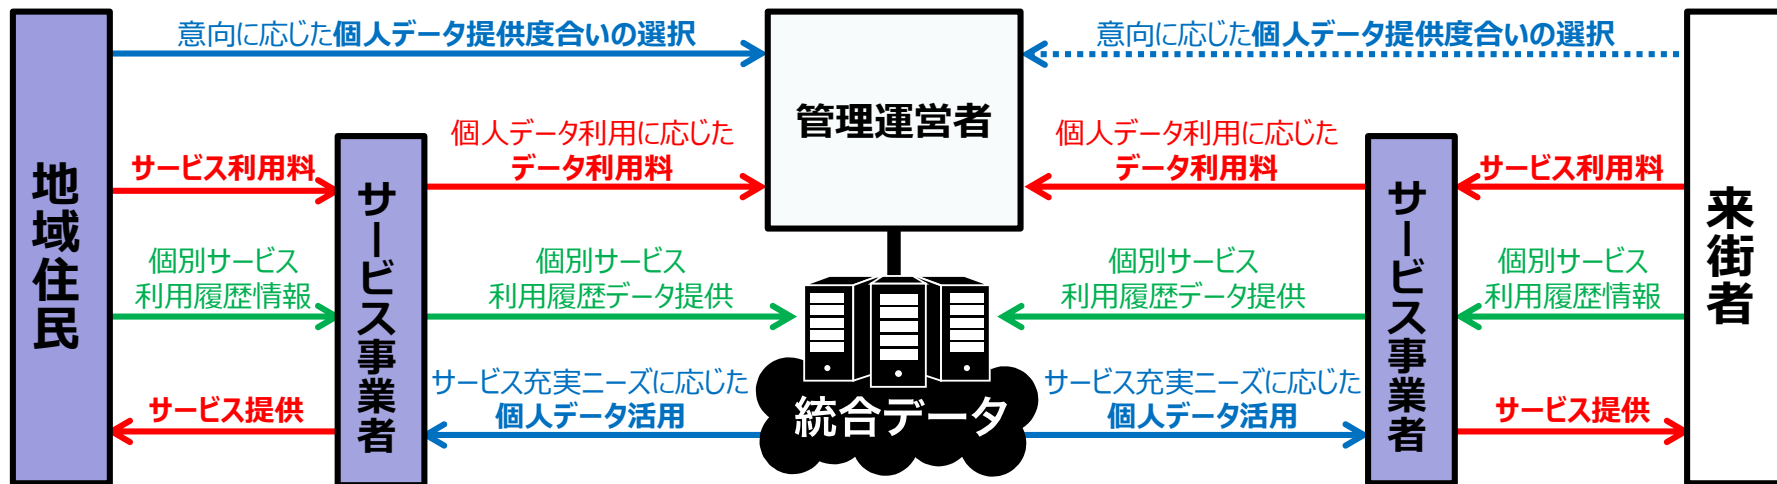 意向に応じた個人データ提供度合いの選択
意向に応じた個人データ提供度合いの選択
管理運営者
地域住民
サービス利用料
サービス事業者
個人データ利用に応じた
データ利用料
個人データ利用に応じた
データ利用料
サービス事業者
サービス利用料
来街者
個別サービス
利用履歴情報
個別サービス
利用履歴データ提供
個別サービス
利用履歴データ提供
個別サービス
利用履歴情報
サービス提供
サービス充実ニーズに応じた
個人データ活用
統合データ
サービス充実ニーズに応じた
個人データ活用
サービス提供